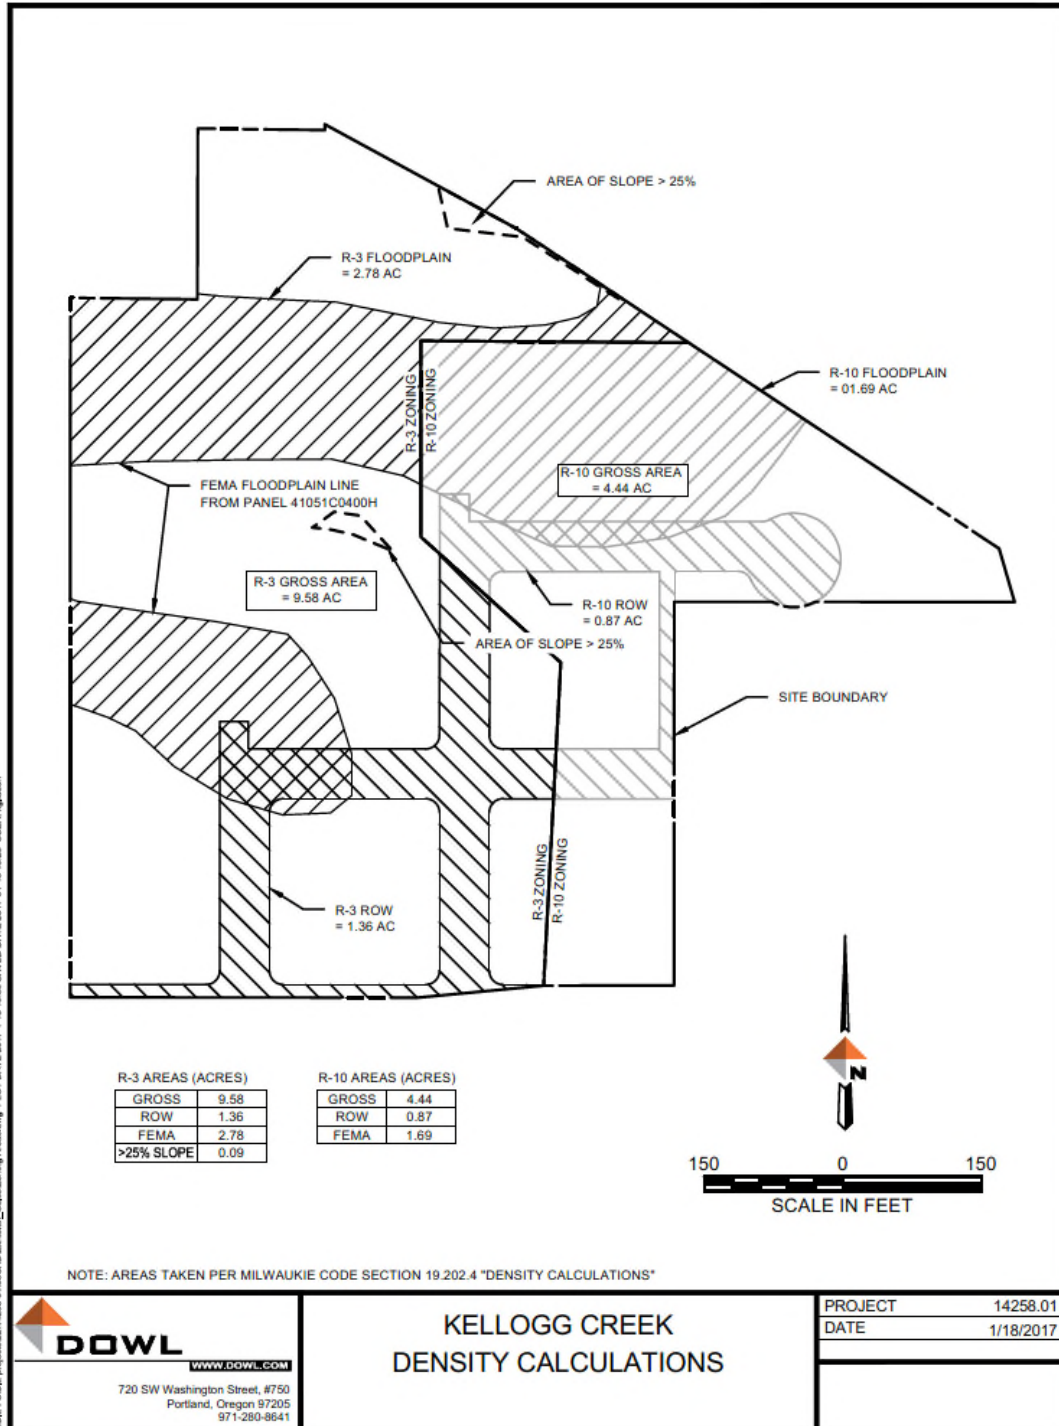 AREA OF SLOPE > 25%
R-3 FLOODPLAIN
= 2.78 AC
R-10 FLOODPLAIN
= 01.69 AC
R-3 ZONING
R-10 ZONING
R-10 GROSS AREA
= 4.44 AC
FEMA FLOODPLAIN LINE
FROM PANEL 41051C0400H
R-3 GROSS AREA
= 9.58 AC
R-10 ROW
= 0.87 AC
AREA OF SLOPE > 25%
SITE BOUNDARY
R-3 ZONING
R-10 ZONING
R-3 ROW
= 1.36 AC
N
R-3 AREAS (ACRES)
GROSS 9.58
ROW 1.36
FEMA 2.78
>25% SLOPE 0.09
R-10 AREAS (ACRES)
GROSS 4.44
ROW 0.87
FEMA 1.69
150 0 150
SCALE IN FEET
NOTE: AREAS TAKEN PER MILWAUKIE CODE SECTION 19.202.4 "DENSITY CALCULATIONS"
DOWL
WWW.DOWL.COM
720 SW Washington Street, #750
Portland, Oregon 97205
971-280-8641
KELLOGG CREEK
DENSITY CALCULATIONS
PROJECT 14258.01
DATE 1/18/2017